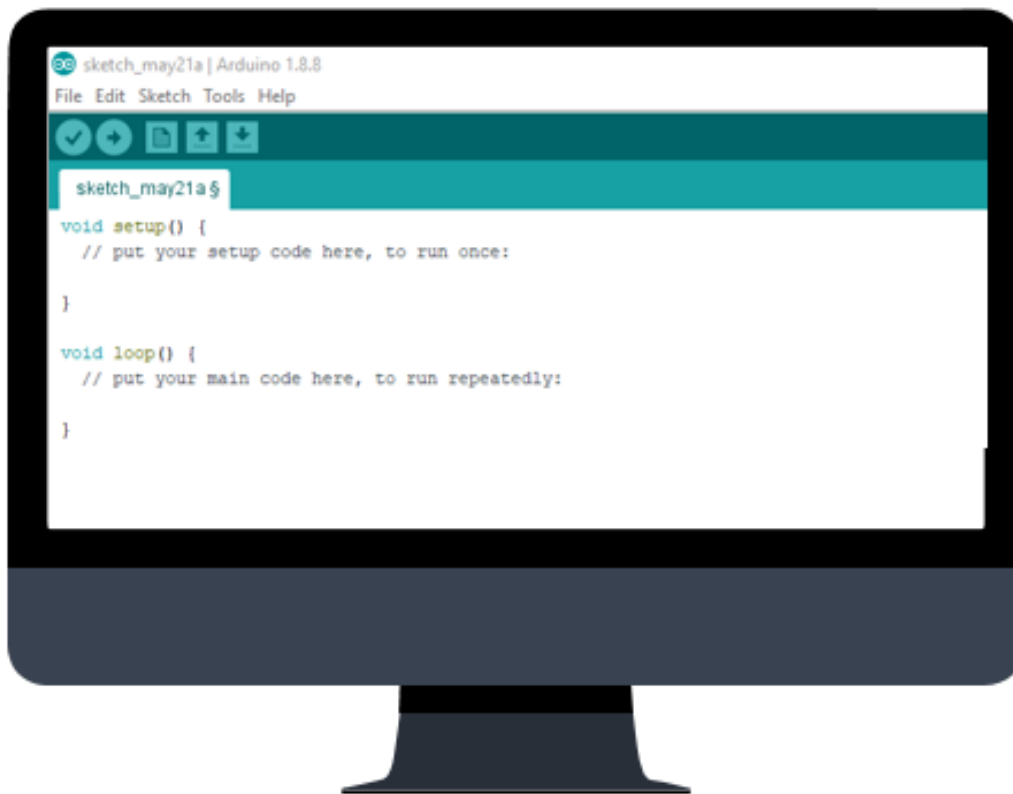 sketch_may21a | Arduino 1.8.8
File Edit Sketch Tools Help
sketch_may21a §
void setup() {
  // put your setup code here, to run once:
}
void loop() {
  // put your main code here, to run repeatedly:
}